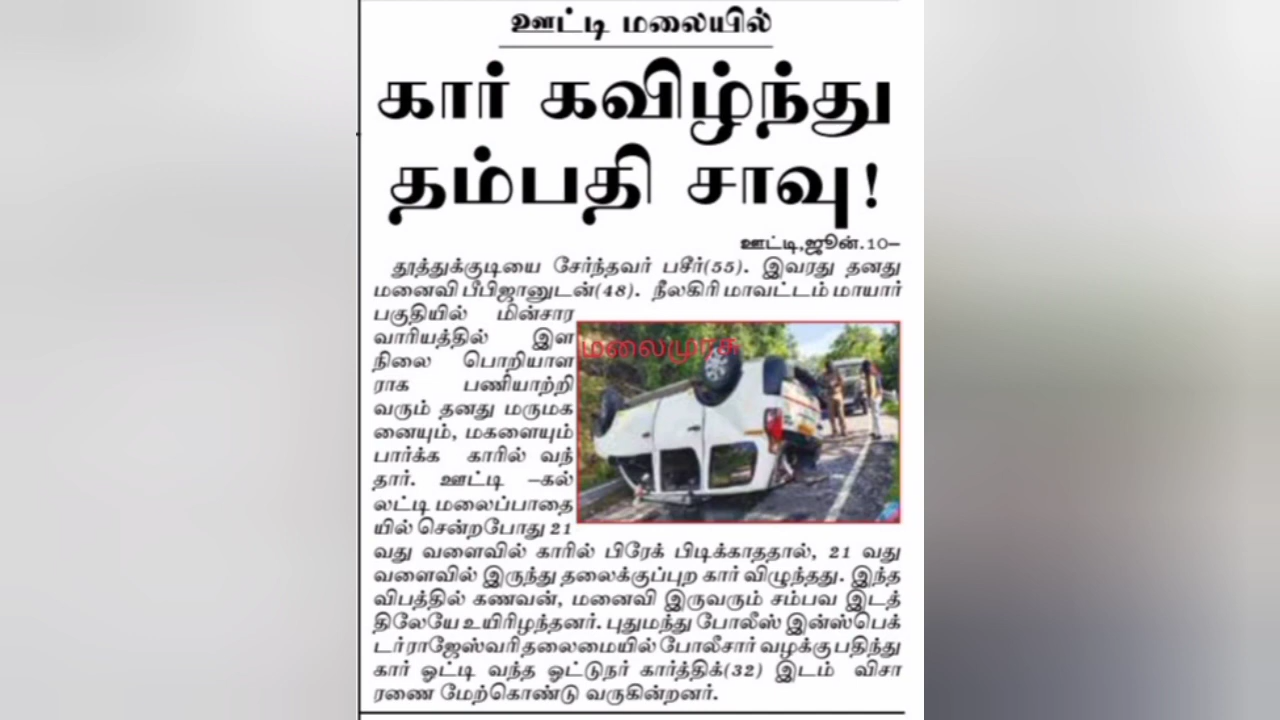 ஊட்டி மலையில்
கார் கவிழ்ந்து
தம்பதி சாவு!
ஊட்டி,ஜூன்.10–
தூத்துக்குடியை சேர்ந்தவர் பசீர்(55). இவரது தனது
மனைவி பீபிஜானுடன்(48). நீலகிரி மாவட்டம் மாயார்
பகுதியில் மின்சார
வாரியத்தில் இள
நிலை பொறியாள
ராக பணியாற்றி
வரும் தனது மருமக
னையும், மகளையும்
பார்க்க காரில் வந்
தார். ஊட்டி –கல்
லட்டி மலைப்பாதை
யில் சென்றபோது 21
மலைமுரசு
வது வளைவில் காரில் பிரேக் பிடிக்காததால், 21 வது
வளைவில் இருந்து தலைக்குப்புற கார் விழுந்தது. இந்த
விபத்தில் கணவன், மனைவி இருவரும் சம்பவ இடத்
திலேயே உயிரிழந்தனர். புதுமந்து போலீஸ் இன்ஸ்பெக்
டர் ராஜேஸ்வரி தலைமையில் போலீசார் வழக்கு பதிந்து
கார் ஓட்டி வந்த ஓட்டுநர் கார்த்திக்(32) இடம் விசா
ரணை மேற்கொண்டு வருகின்றனர்.